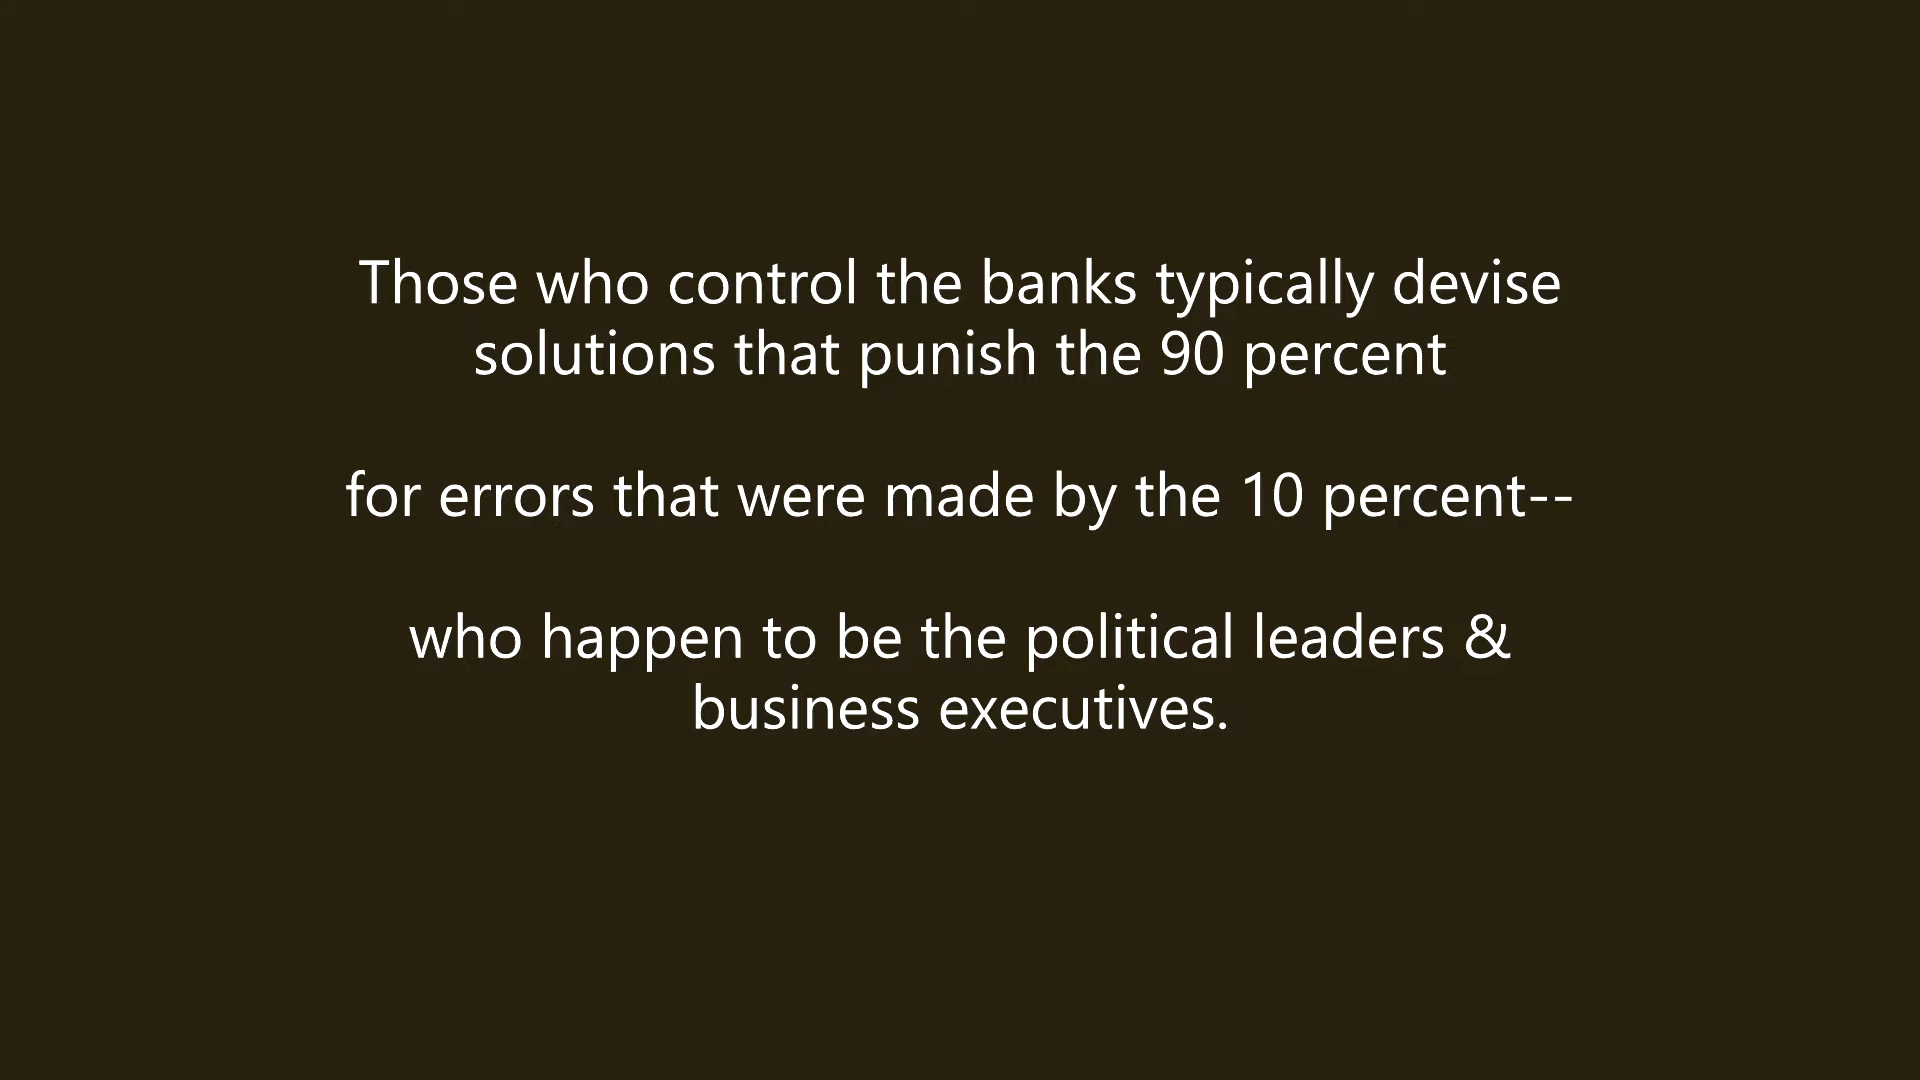 Those who control the banks typically devise
solutions that punish the 90 percent
for errors that were made by the 10 percent--
who happen to be the political leaders &
business executives.